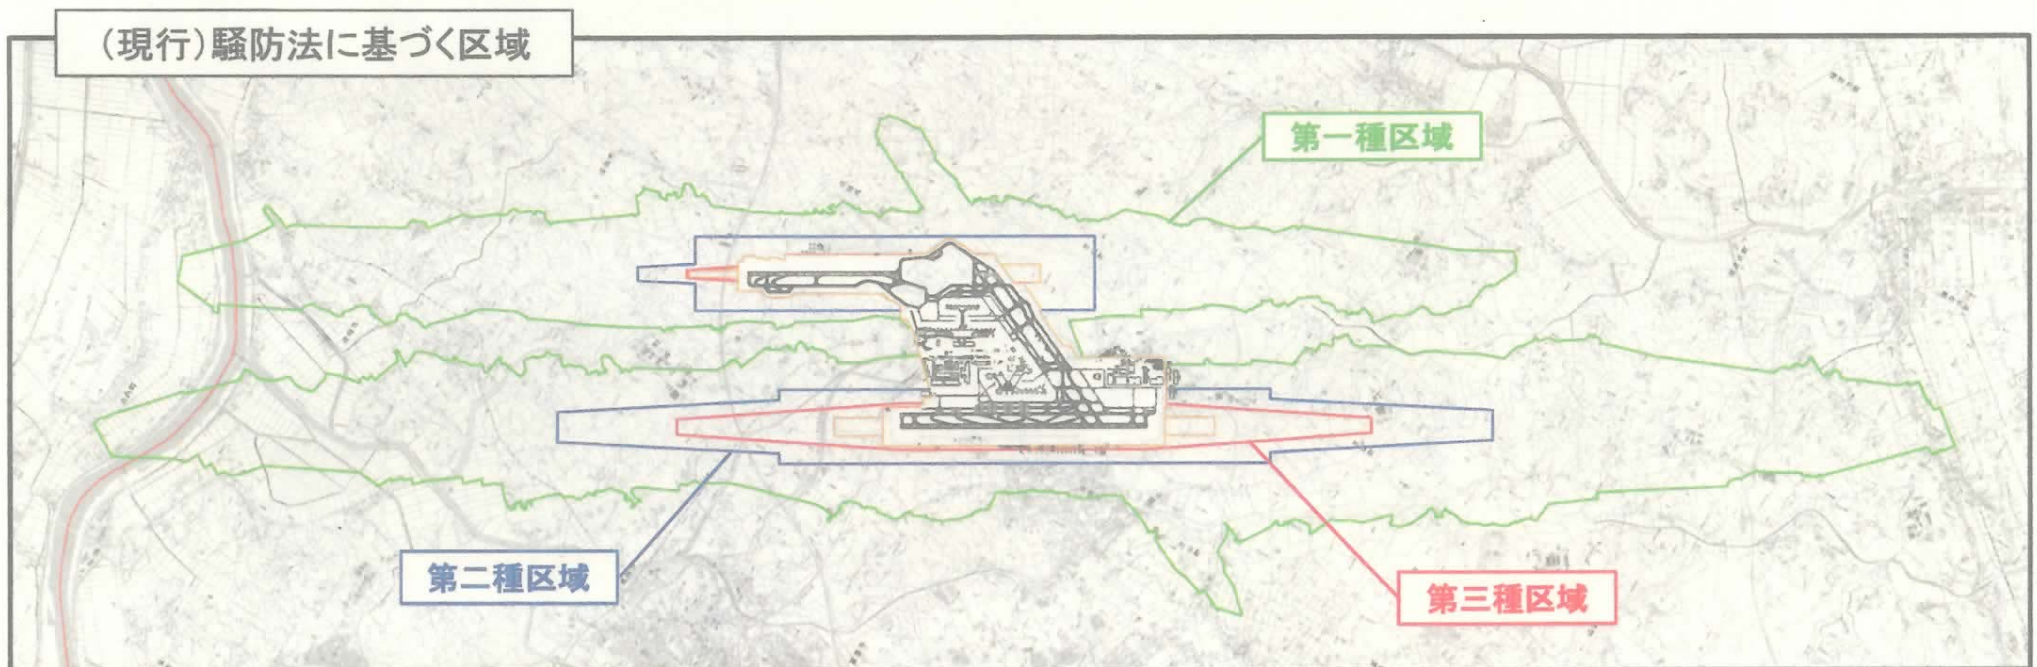 (現行)騒防法に基づく区域
第一種区域
第二種区域
第三種区域